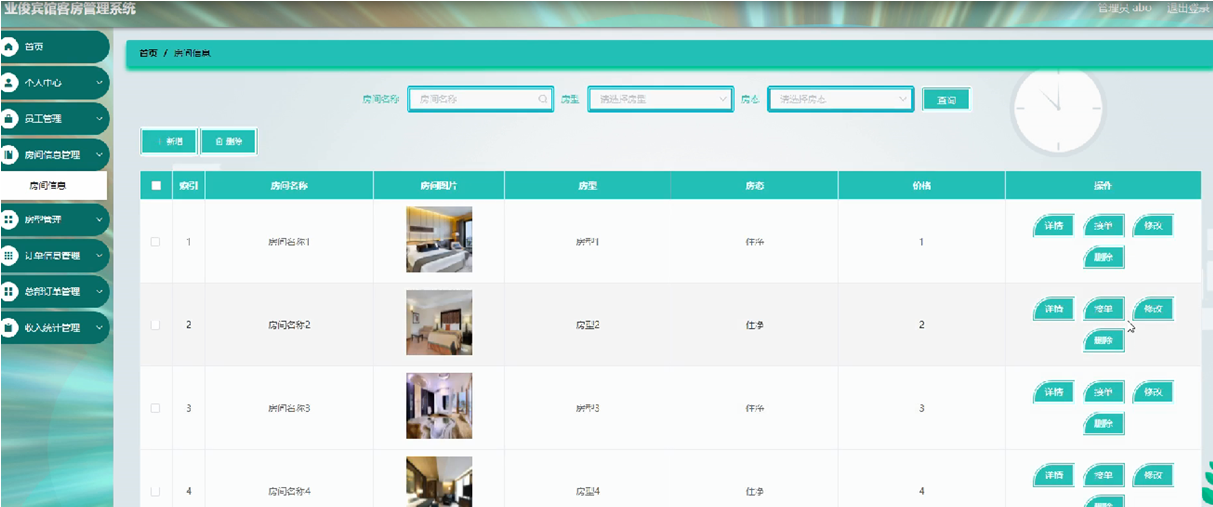 业俊宾馆客房管理系统
管理员 abo 退出登录
首页
个人中心
员工管理
房间信息管理
房间信息
房型管理
订单信息管理
总部订单管理
收入统计管理
首页 / 房间信息
房间名称 房间名称 房型 请选择房型 房态 请选择房态 查询
新增 删除
索引 房间名称 房间图片 房型 房态 价格 操作
1 房间名称1 房型1 住净 1 详情 接单 修改
删除
2 房间名称2 房型2 住净 2 详情 接单 修改
删除
3 房间名称3 房型3 住净 3 详情 接单 修改
删除
4 房间名称4 房型4 住净 4 详情 接单 修改
删除